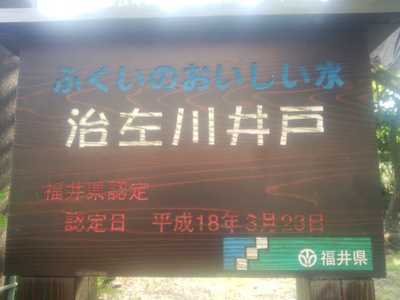 ふくいのおいしい水
治左川井戸
福井県認定
認定日 平成18年3月23日
福井県